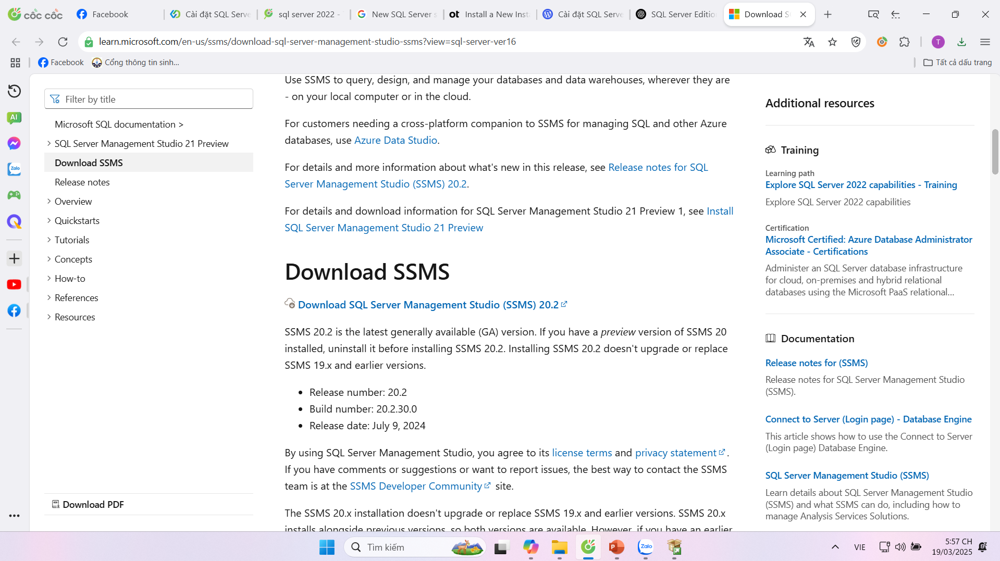 cốc cốc
Facebook
Cài đặt SQL Serve
sql server 2022 -
New SQL Server s
ot Install a New Inst
Cài đặt SQL Serve
SQL Server Edition
Download S
learn.microsoft.com/en-us/ssms/download-sql-server-management-studio-ssms?view=sql-server-ver16
T
Facebook
Cổng thông tin sinh...
Tất cả dấu trang
AI
Zalo
Filter by title
Microsoft SQL documentation >
SQL Server Management Studio 21 Preview
Download SSMS
Release notes
Overview
Quickstarts
Tutorials
Concepts
How-to
References
Resources
Download PDF
Use SSMS to query, design, and manage your databases and data warehouses, wherever they are
- on your local computer or in the cloud.
For customers needing a cross-platform companion to SSMS for managing SQL and other Azure
databases, use Azure Data Studio.
For details and more information about what's new in this release, see Release notes for SQL
Server Management Studio (SSMS) 20.2.
For details and download information for SQL Server Management Studio 21 Preview 1, see Install
SQL Server Management Studio 21 Preview
Download SSMS
Download SQL Server Management Studio (SSMS) 20.2
SSMS 20.2 is the latest generally available (GA) version. If you have a preview version of SSMS 20
installed, uninstall it before installing SSMS 20.2. Installing SSMS 20.2 doesn't upgrade or replace
SSMS 19.x and earlier versions.
• Release number: 20.2
• Build number: 20.2.30.0
• Release date: July 9, 2024
By using SQL Server Management Studio, you agree to its license terms and privacy statement.
If you have comments or suggestions or want to report issues, the best way to contact the SSMS
team is at the SSMS Developer Community site.
The SSMS 20.x installation doesn't upgrade or replace SSMS 19.x and earlier versions. SSMS 20.x
installs alongside previous versions, so both versions are available. However, if you have an earlier
Additional resources
Training
Learning path
Explore SQL Server 2022 capabilities - Training
Explore SQL Server 2022 capabilities
Certification
Microsoft Certified: Azure Database Administrator
Associate - Certifications
Administer an SQL Server database infrastructure
for cloud, on-premises and hybrid relational
databases using the Microsoft PaaS relational...
Documentation
Release notes for (SSMS)
Release notes for SQL Server Management Studio
(SSMS).
Connect to Server (Login page) - Database Engine
This article shows how to use the Connect to Server
(Login page) Database Engine.
SQL Server Management Studio (SSMS)
Learn details about SQL Server Management Studio
(SSMS) and what SSMS can do, including how to
manage Analysis Services Solutions.
Tìm kiếm
P
Zalo
VIE
5:57 CH
19/03/2025